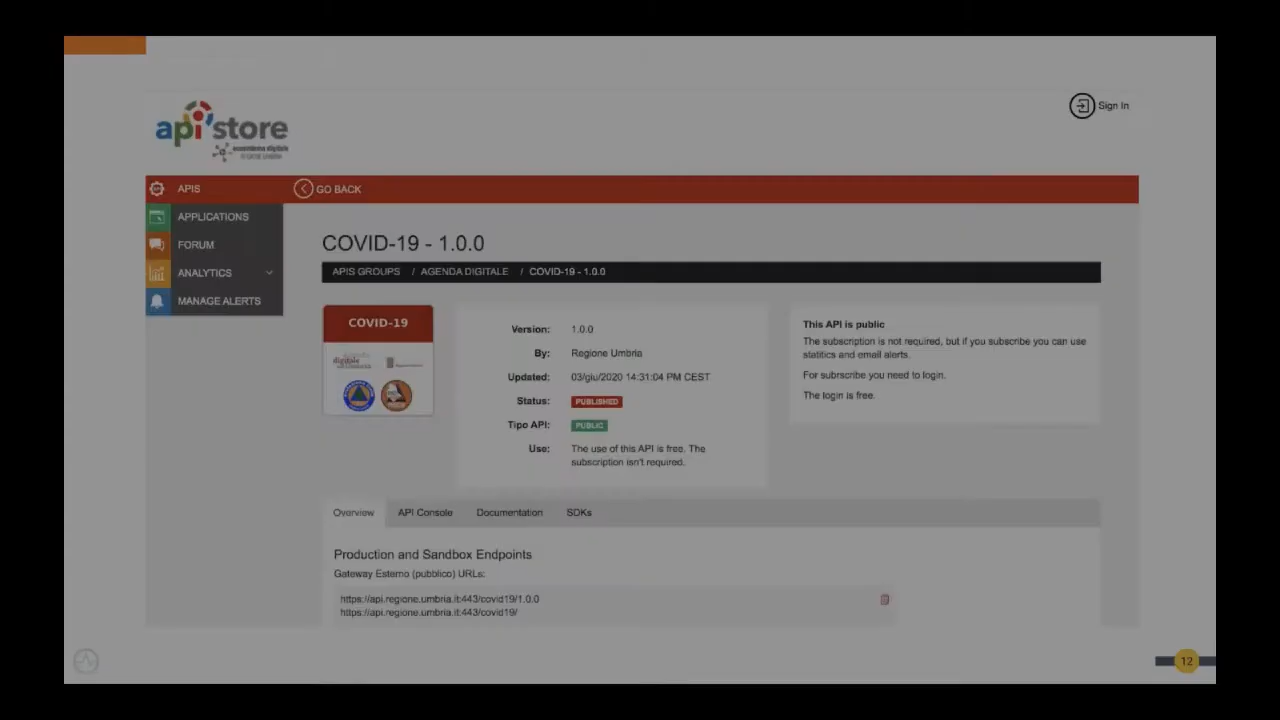 api store
ecosistema digitale
Sign In
APIS
GO BACK
APPLICATIONS
FORUM
ANALYTICS
MANAGE ALERTS
COVID-19 - 1.0.0
APIS GROUPS / AGENDA DIGITALE / COVID-19 - 1.0.0
COVID-19
digitale
Version: 1.0.0
By: Regione Umbria
Updated: 03/giu/2020 14:31:04 PM CEST
Status: PUBLISHED
Tipo API: PUBLIC
Use: The use of this API is free. The
subscription isn't required.
This API is public
The subscription is not required, but if you subscribe you can use
statitics and email alerts.
For subrscribe you need to login.
The login is free.
Overview API Console Documentation SDKs
Production and Sandbox Endpoints
Gateway Esterno (pubblico) URLs:
https://api.regione.umbria.it:443/covid19/1.0.0
https://api.regione.umbria.it:443/covid19/
12